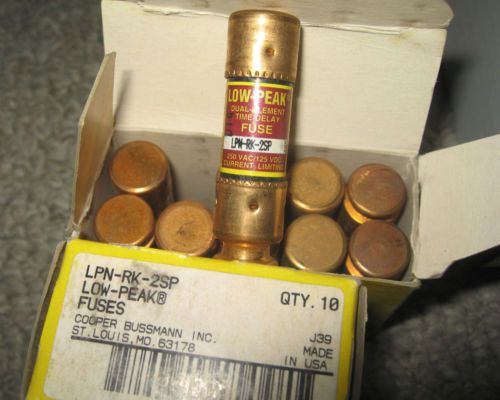 LOW-PEAK®
DUAL-ELEMENT
TIME-DELAY
FUSE
LPN-RK-2SP
250 VAC/125 VDC
CURRENT LIMITING
LPN-RK-2SP
LOW-PEAK®
FUSES
QTY. 10
COOPER BUSSMANN INC.
ST. LOUIS, MO. 63178
J39
MADE
IN USA